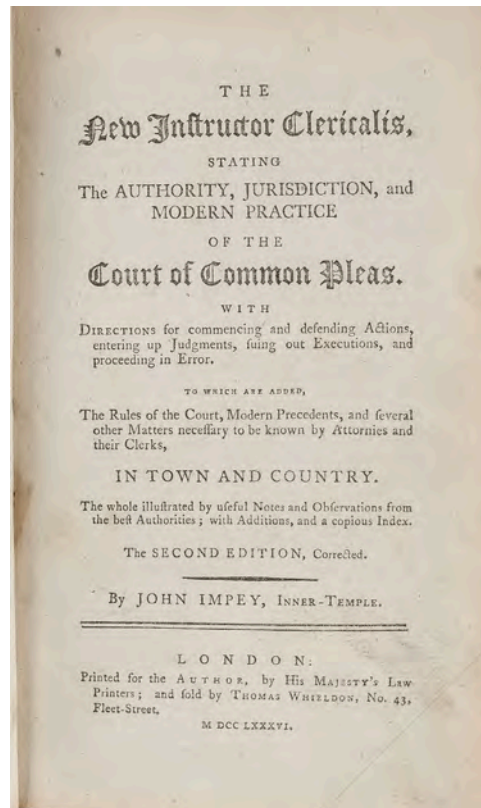 THE
New Inſtructor Clericalis,
STATING
The AUTHORITY, JURISDICTION, and
MODERN PRACTICE
OF THE
Court of Common Pleas.
WITH
DIRECTIONS for commencing and defending Actions,
entering up Judgments, ſuing out Executions, and
proceeding in Error.
TO WHICH ARE ADDED,
The Rules of the Court, Modern Precedents, and ſeveral
other Matters neceſſary to be known by Attornies and
their Clerks,
IN TOWN AND COUNTRY.
The whole illuſtrated by uſeful Notes and Obſervations from
the beſt Authorities; with Additions, and a copious Index.
The SECOND EDITION, Corrected.
By JOHN IMPEY, INNER-TEMPLE.
LONDON:
Printed for the AUTHOR, by His MAJESTY'S Law
Printers; and ſold by THOMAS WHIELDON, No. 43,
Fleet-Street.
M DCC LXXXVI.